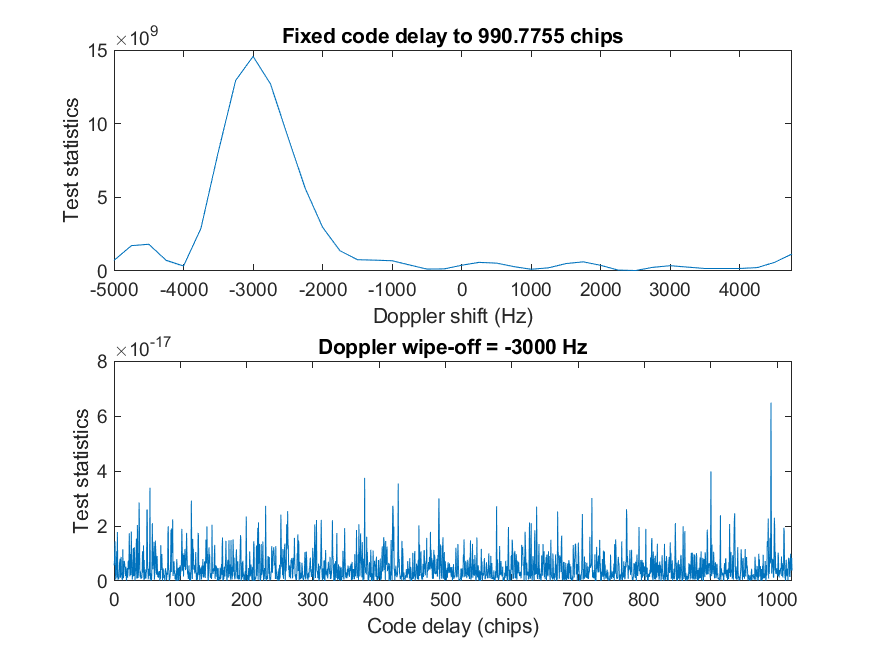 Fixed code delay to 990.7755 chips
×10^9
15
10
5
0
Test statistics
-5000 -4000 -3000 -2000 -1000 0 1000 2000 3000 4000
Doppler shift (Hz)
Doppler wipe-off = -3000 Hz
×10^-17
8
6
4
2
0
Test statistics
0 100 200 300 400 500 600 700 800 900 1000
Code delay (chips)